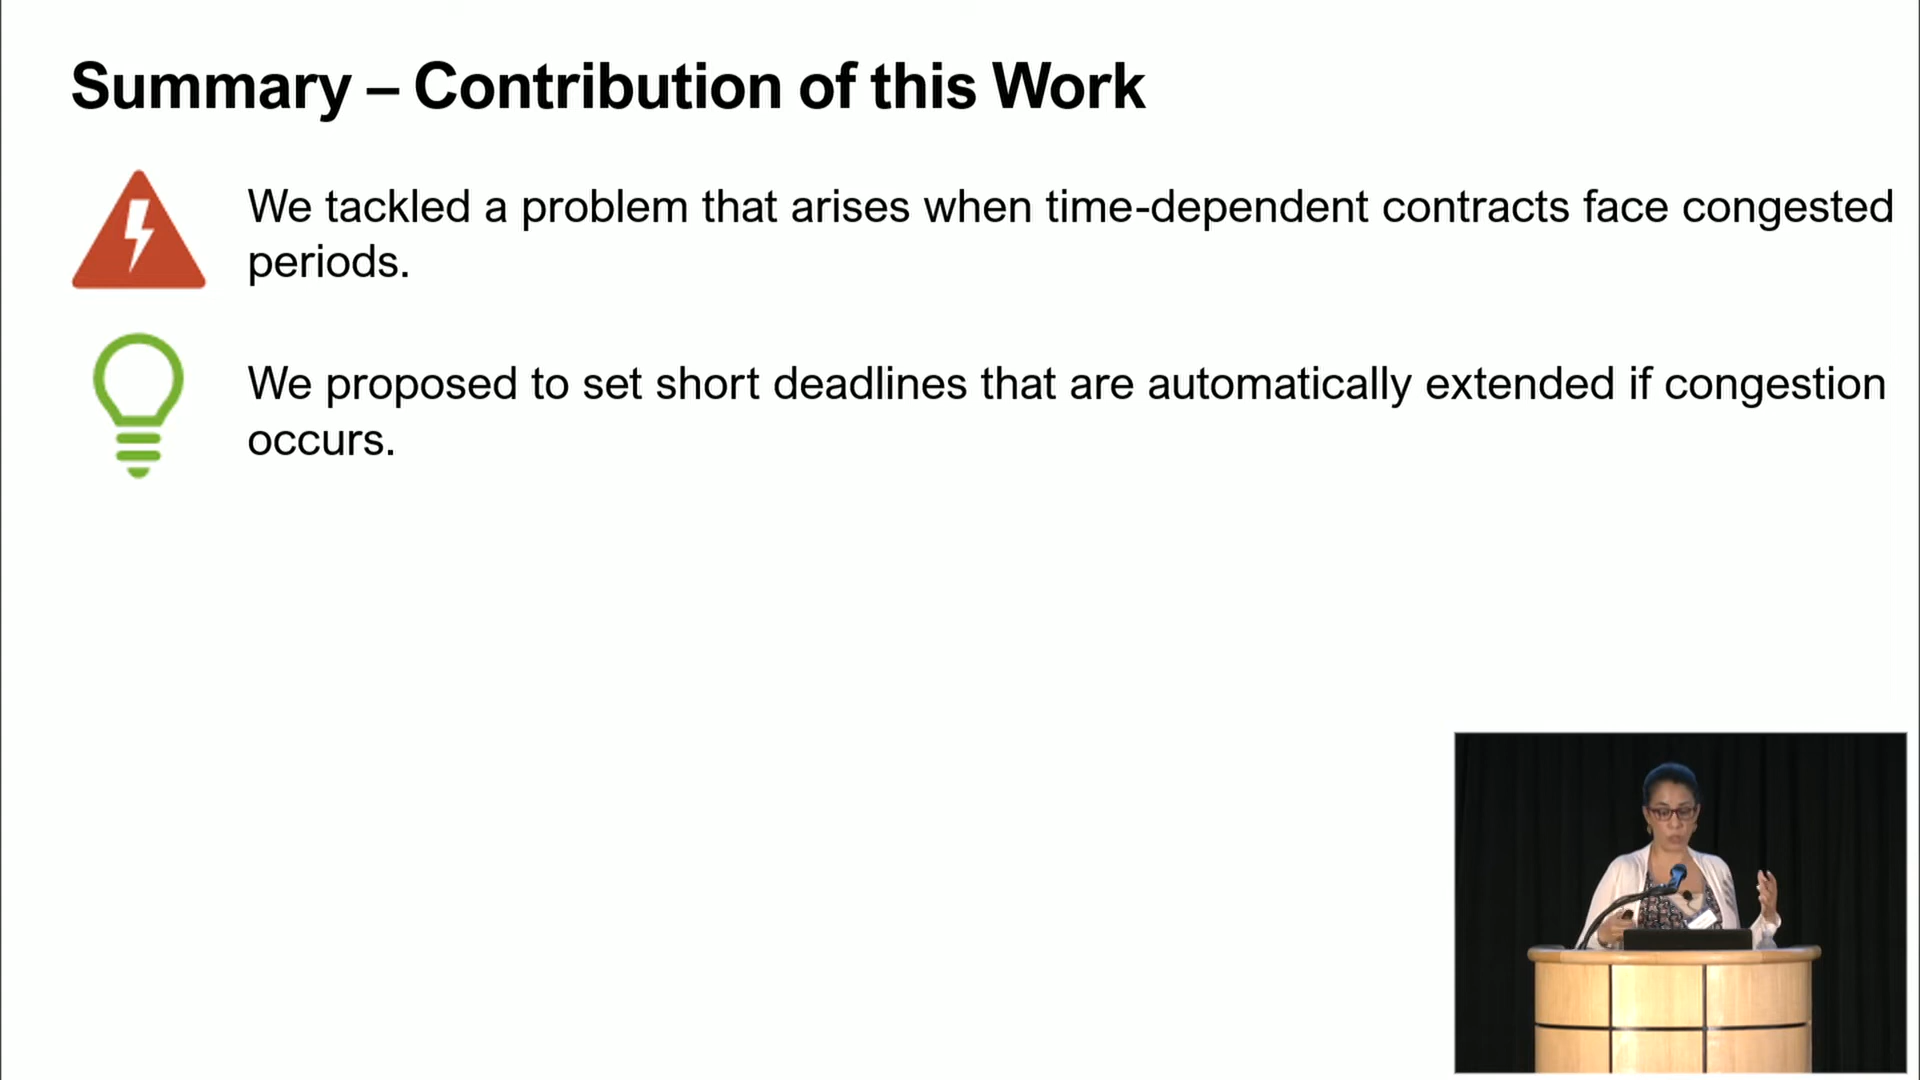 Summary – Contribution of this Work
We tackled a problem that arises when time-dependent contracts face congested
periods.
We proposed to set short deadlines that are automatically extended if congestion
occurs.